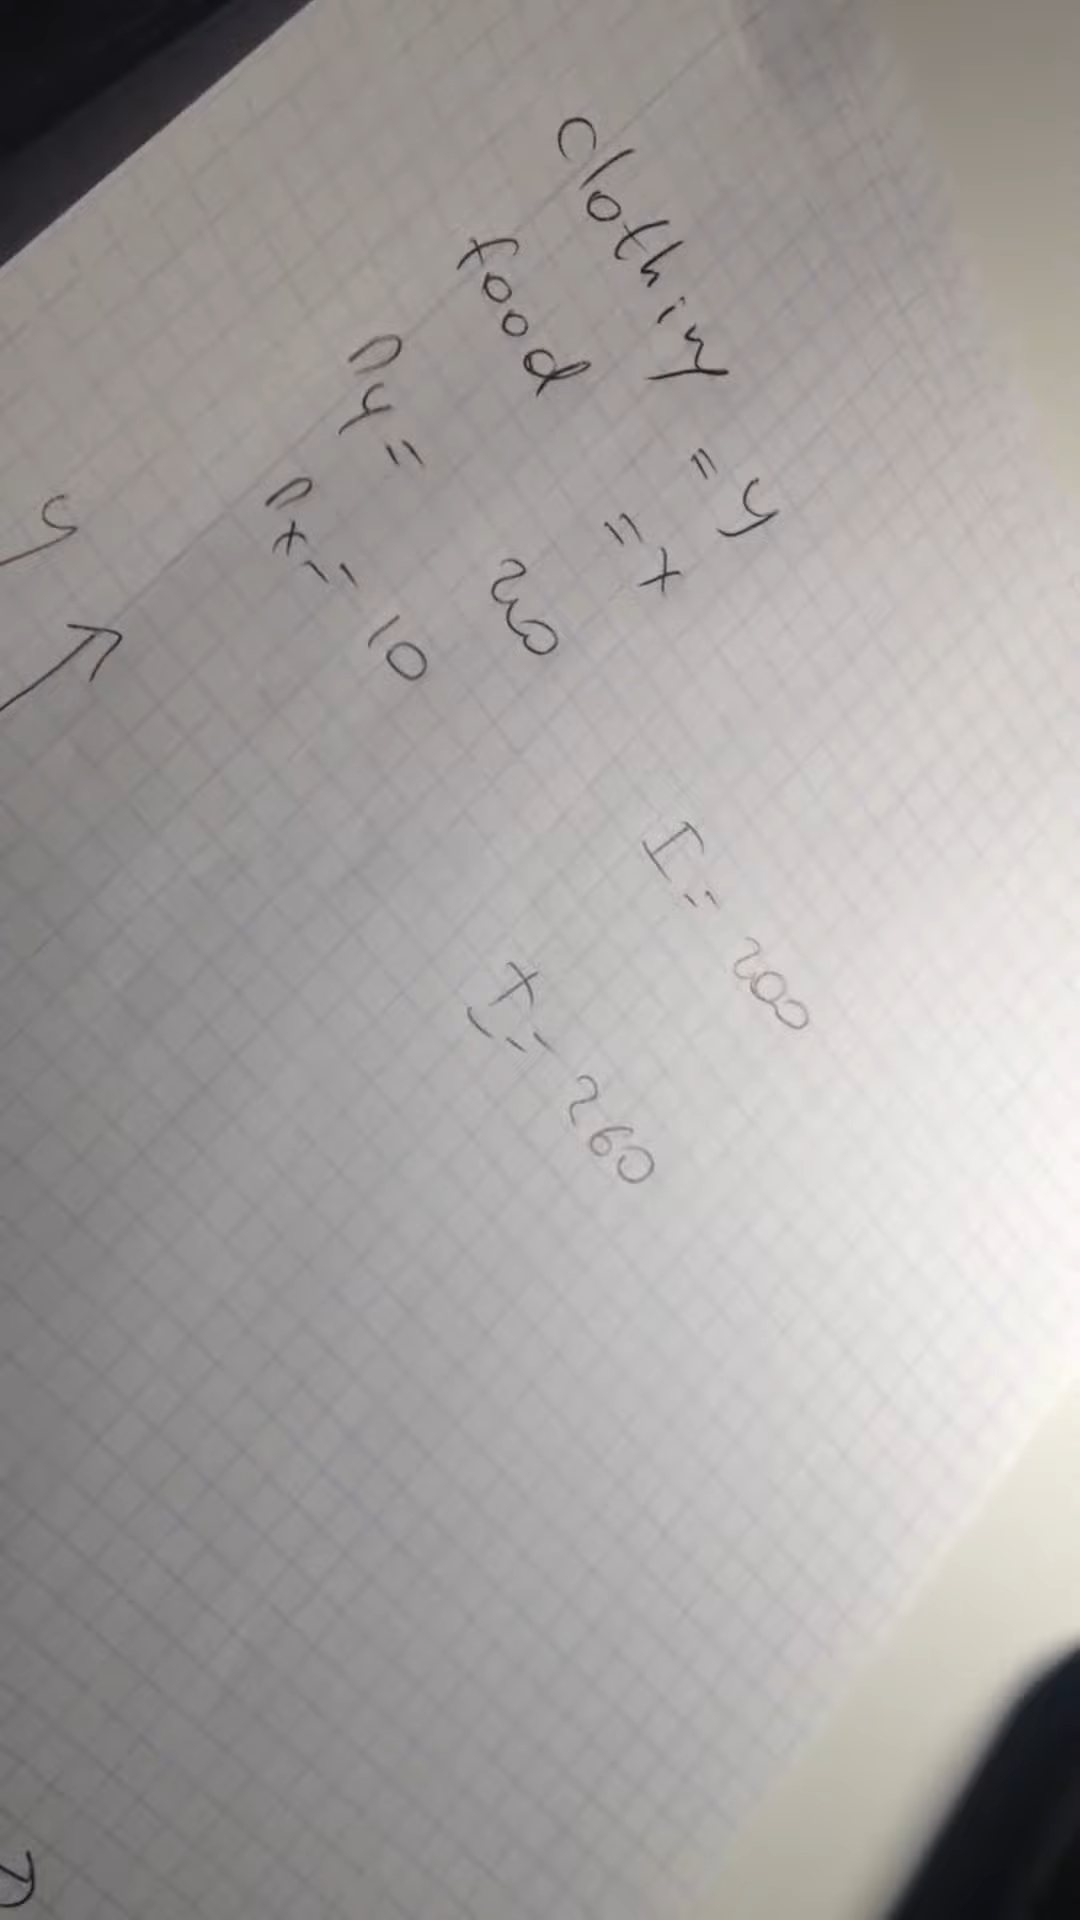 Clothing = y
food = x
Py = 20
Px = 10
I = 200
X = 260
y